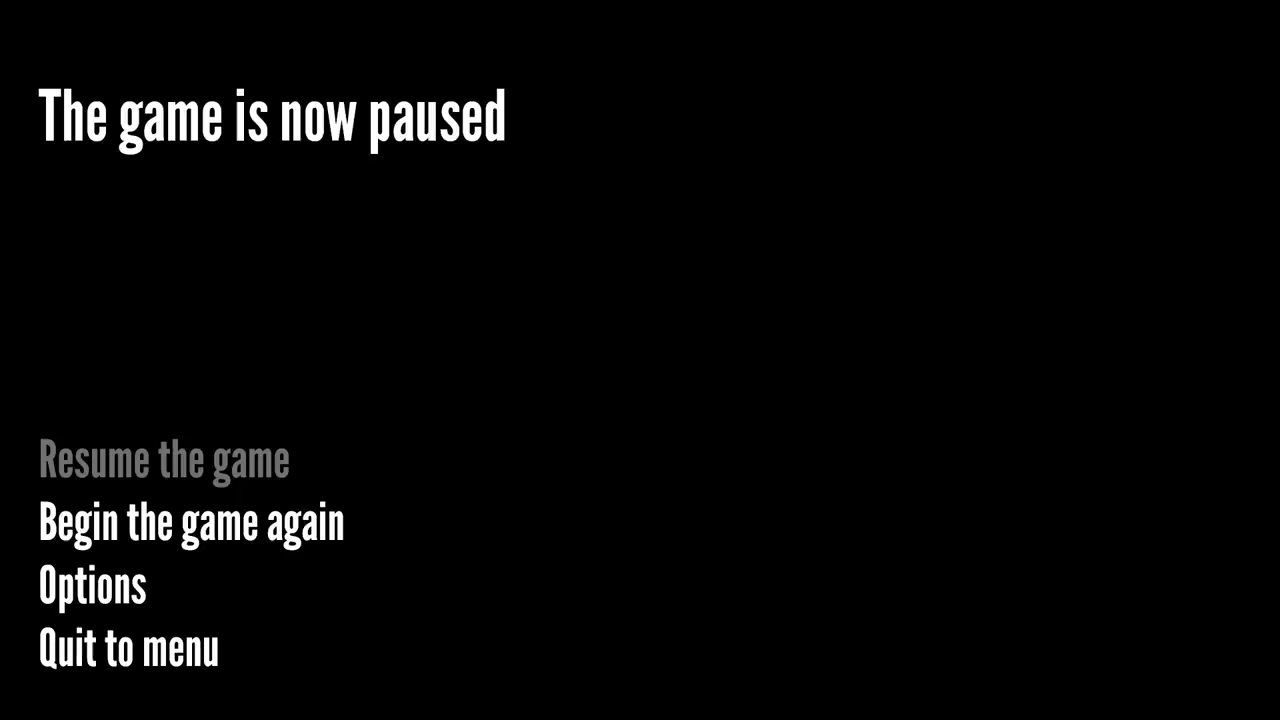 The game is now paused
Resume the game
Begin the game again
Options
Quit to menu